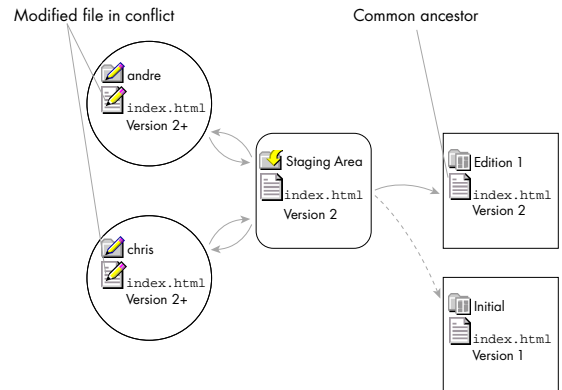 Modified file in conflict
Common ancestor
andre
index.html
Version 2+
Staging Area
index.html
Version 2
Edition 1
index.html
Version 2
chris
index.html
Version 2+
Initial
index.html
Version 1